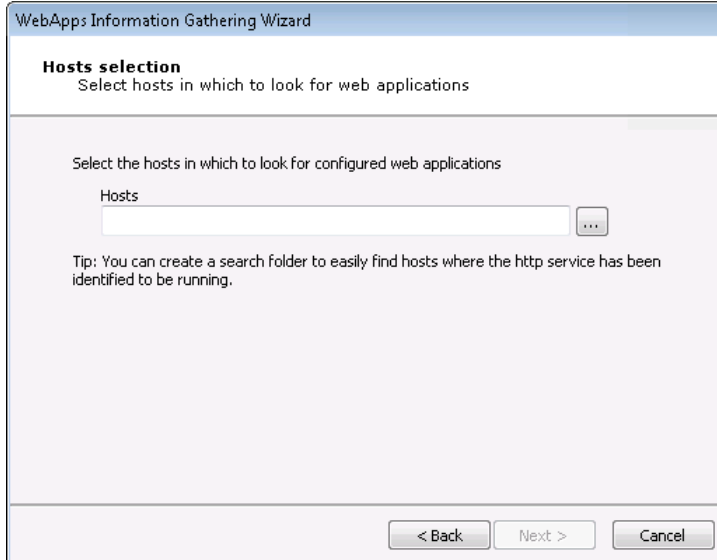 WebApps Information Gathering Wizard
Hosts selection
Select hosts in which to look for web applications
Select the hosts in which to look for configured web applications
Hosts
...
Tip: You can create a search folder to easily find hosts where the http service has been
identified to be running.
< Back Next > Cancel